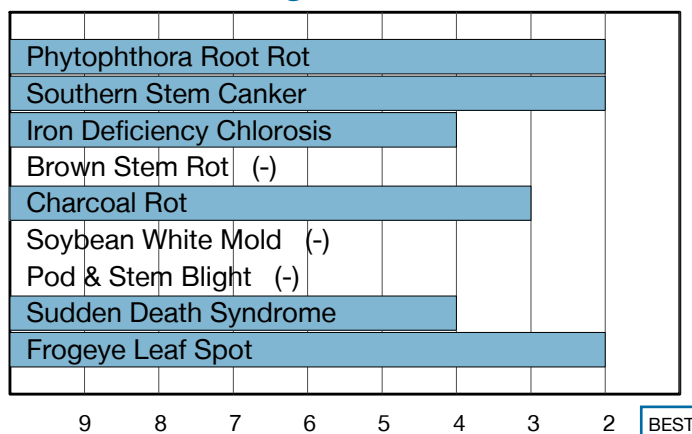 Phytophthora Root Rot
Southern Stem Canker
Iron Deficiency Chlorosis
Brown Stem Rot (-)
Charcoal Rot
Soybean White Mold (-)
Pod & Stem Blight (-)
Sudden Death Syndrome
Frogeye Leaf Spot
9 8 7 6 5 4 3 2 BEST